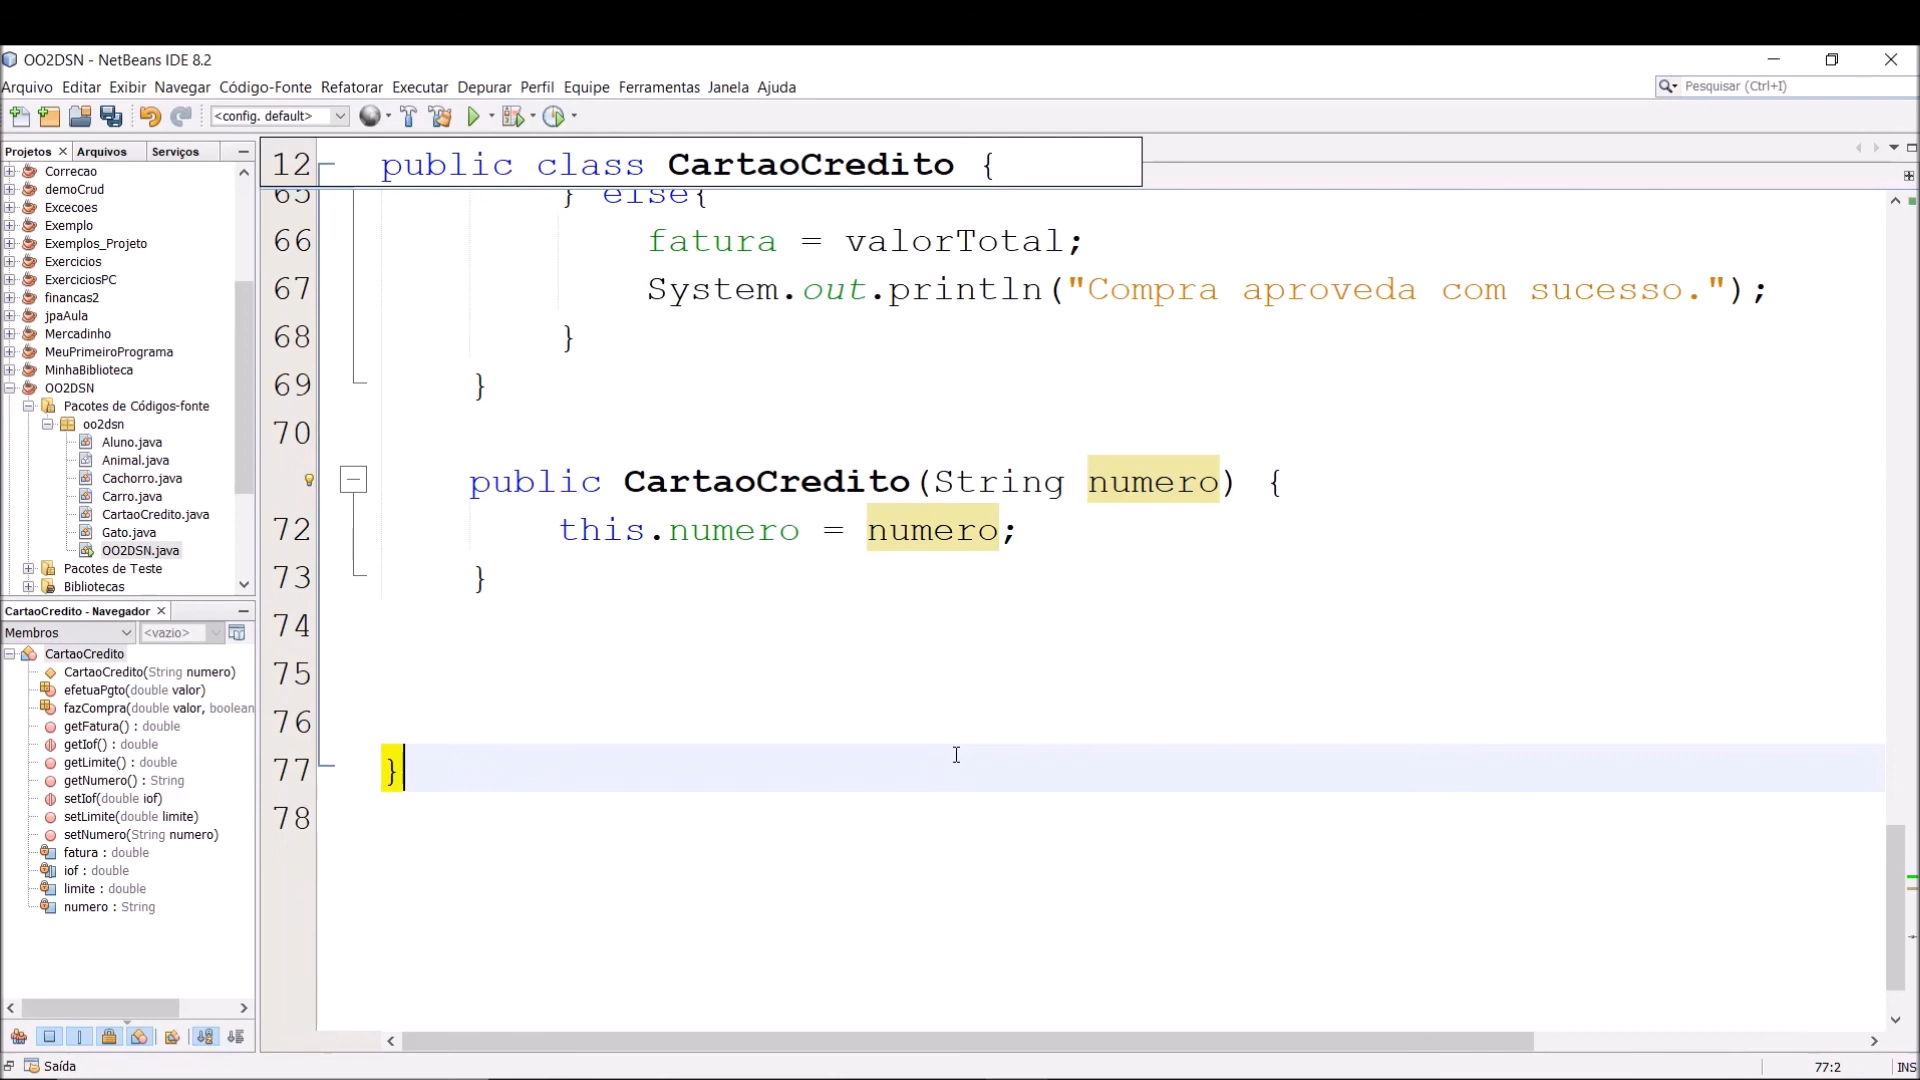 OO2DSN - NetBeans IDE 8.2
Arquivo Editar Exibir Navegar Código-Fonte Refatorar Executar Depurar Perfil Equipe Ferramentas Janela Ajuda
Pesquisar (Ctrl+I)
<config. default>
Projetos Arquivos Serviços
Correcao
demoCrud
Excecoes
Exemplo
Exemplos_Projeto
Exercicios
ExerciciosPC
financas2
jpaAula
Mercadinho
MeuPrimeiroPrograma
MinhaBiblioteca
OO2DSN
Pacotes de Códigos-fonte
oo2dsn
Aluno.java
Animal.java
Cachorro.java
Carro.java
CartaoCredito.java
Gato.java
OO2DSN.java
Pacotes de Teste
Bibliotecas
CartaoCredito - Navegador
Membros <vazio>
CartaoCredito
CartaoCredito(String numero)
efetuaPgto(double valor)
fazCompra(double valor, boolean
getFatura() : double
getIof() : double
getLimite() : double
getNumero() : String
setIof(double iof)
setLimite(double limite)
setNumero(String numero)
fatura : double
iof : double
limite : double
numero : String
12 public class CartaoCredito {
65 } else{
66 fatura = valorTotal;
67 System.out.println("Compra aproveda com sucesso.");
68 }
69 }
70
public CartaoCredito(String numero) {
72 this.numero = numero;
73 }
74
75
76
77 }
78
Saída
77:2 INS